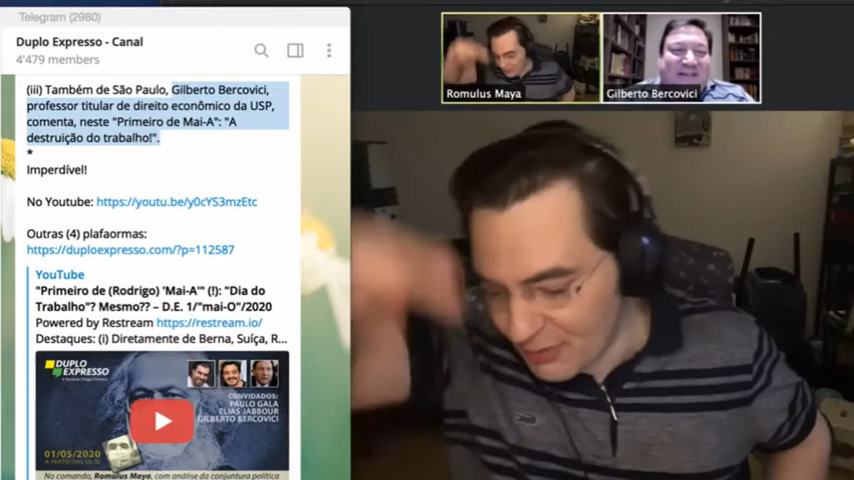 Telegram (2980)
Duplo Expresso - Canal
4'479 members
(iii) Também de São Paulo, Gilberto Bercovici,
professor titular de direito econômico da USP,
comenta, neste "Primeiro de Mai-A": "A
destruição do trabalho!".
*
Imperdível!
No Youtube: https://youtu.be/y0cYS3mzEtc
Outras (4) plafaormas:
https://duploexpresso.com/?p=112587
YouTube
"Primeiro de (Rodrigo) 'Mai-A'" (!): "Dia do
Trabalho"? Mesmo?? – D.E. 1/"mai-O"/2020
Powered by Restream https://restream.io/
Destaques: (i) Diretamente de Berna, Suíça, R...
DUPLO
EXPRESSO
CONVIDADOS:
PAULO GALA
ELIAS JABBOUR
GILBERTO BERCOVICI
01/05/2020
No comando, Romulus Maya, com análise da conjuntura política
Romulus Maya
Gilberto Bercovici